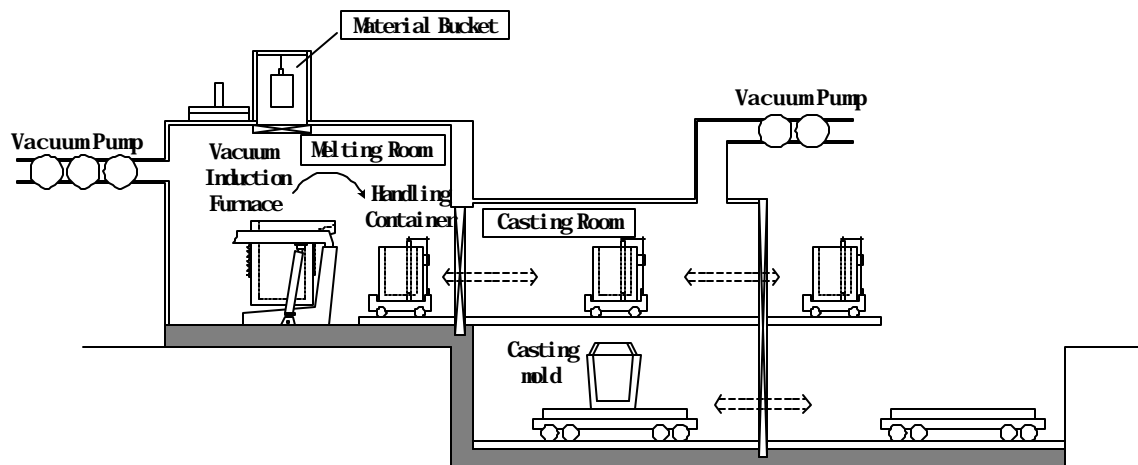 Material Bucket
Vacuum Pump
Vacuum Pump
Vacuum
Induction
Furnace
Melting Room
Handling
Container
Casting Room
Casting
mold